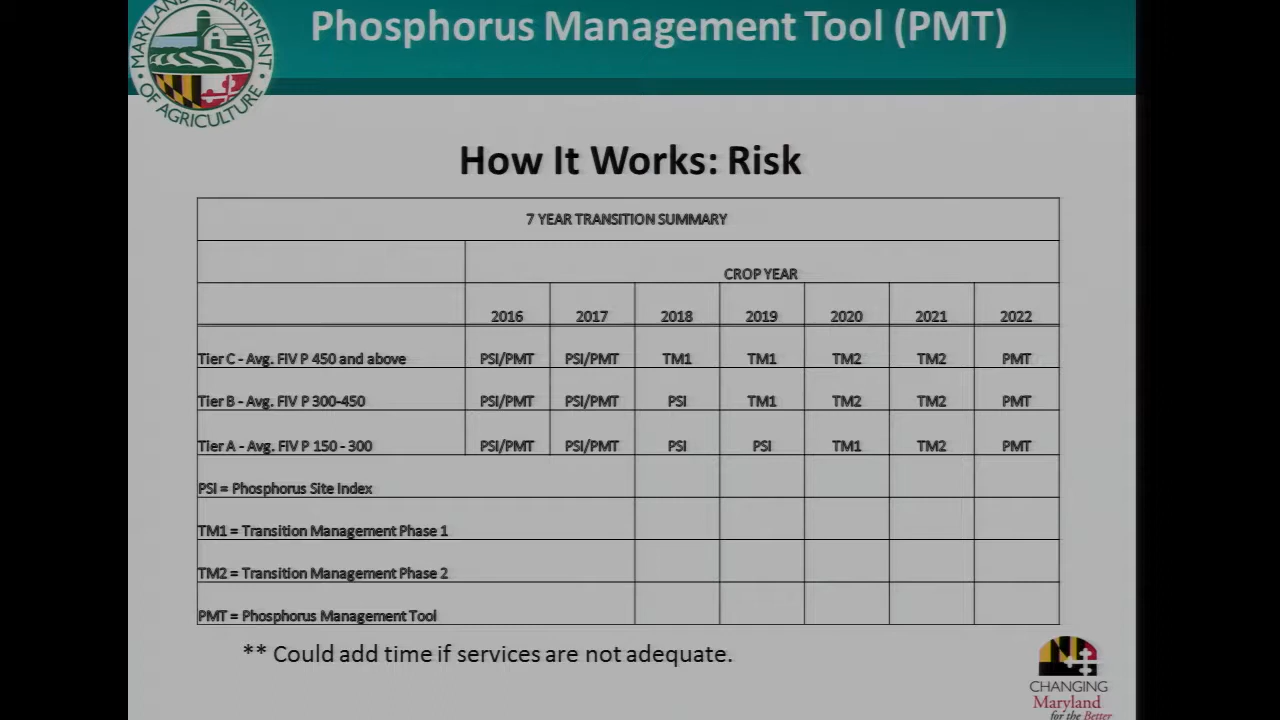 Phosphorus Management Tool (PMT)
MARYLAND DEPARTMENT
OF AGRICULTURE
How It Works: Risk
7 YEAR TRANSITION SUMMARY
CROP YEAR
2016 2017 2018 2019 2020 2021 2022
Tier C - Avg. FIV P 450 and above PSI/PMT PSI/PMT TM1 TM1 TM2 TM2 PMT
Tier B - Avg. FIV P 300-450 PSI/PMT PSI/PMT PSI TM1 TM2 TM2 PMT
Tier A - Avg. FIV P 150 - 300 PSI/PMT PSI/PMT PSI PSI TM1 TM2 PMT
PSI = Phosphorus Site Index
TM1 = Transition Management Phase 1
TM2 = Transition Management Phase 2
PMT = Phosphorus Management Tool
** Could add time if services are not adequate.
CHANGING
Maryland
for the Better